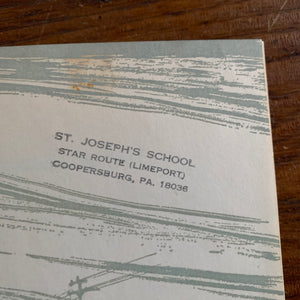 ST. JOSEPH'S SCHOOL
STAR ROUTE (LIMEPORT)
COOPERSBURG, PA. 18036